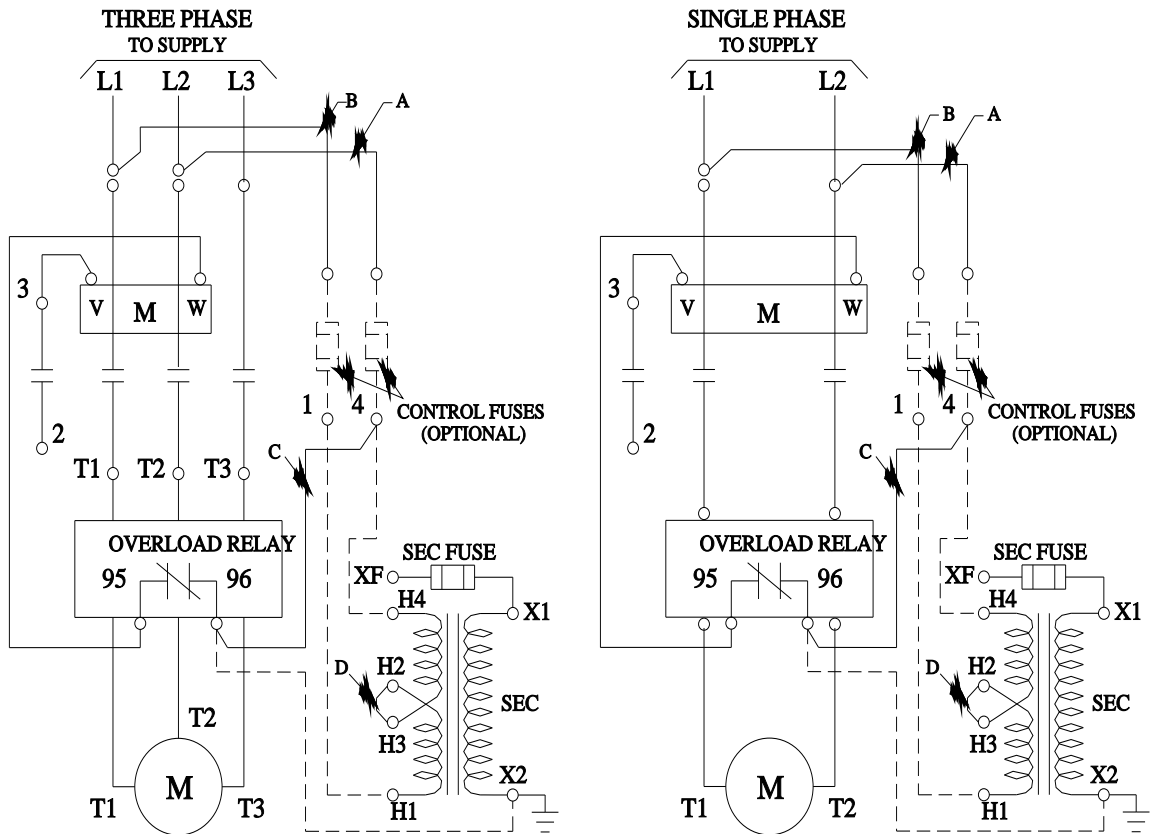 THREE PHASE
TO SUPPLY
L1 L2 L3
B
A
3
V M W
2
1 4
CONTROL FUSES
(OPTIONAL)
C
T1 T2 T3
OVERLOAD RELAY
95 96
SEC FUSE
XF
H4
X1
D
H2
SEC
H3
T2
M
T1 T3
X2
H1
SINGLE PHASE
TO SUPPLY
L1 L2
B
A
3
V M W
2
1 4
CONTROL FUSES
(OPTIONAL)
C
OVERLOAD RELAY
95 96
SEC FUSE
XF
H4
X1
D
H2
SEC
H3
M
T1 T2
X2
H1